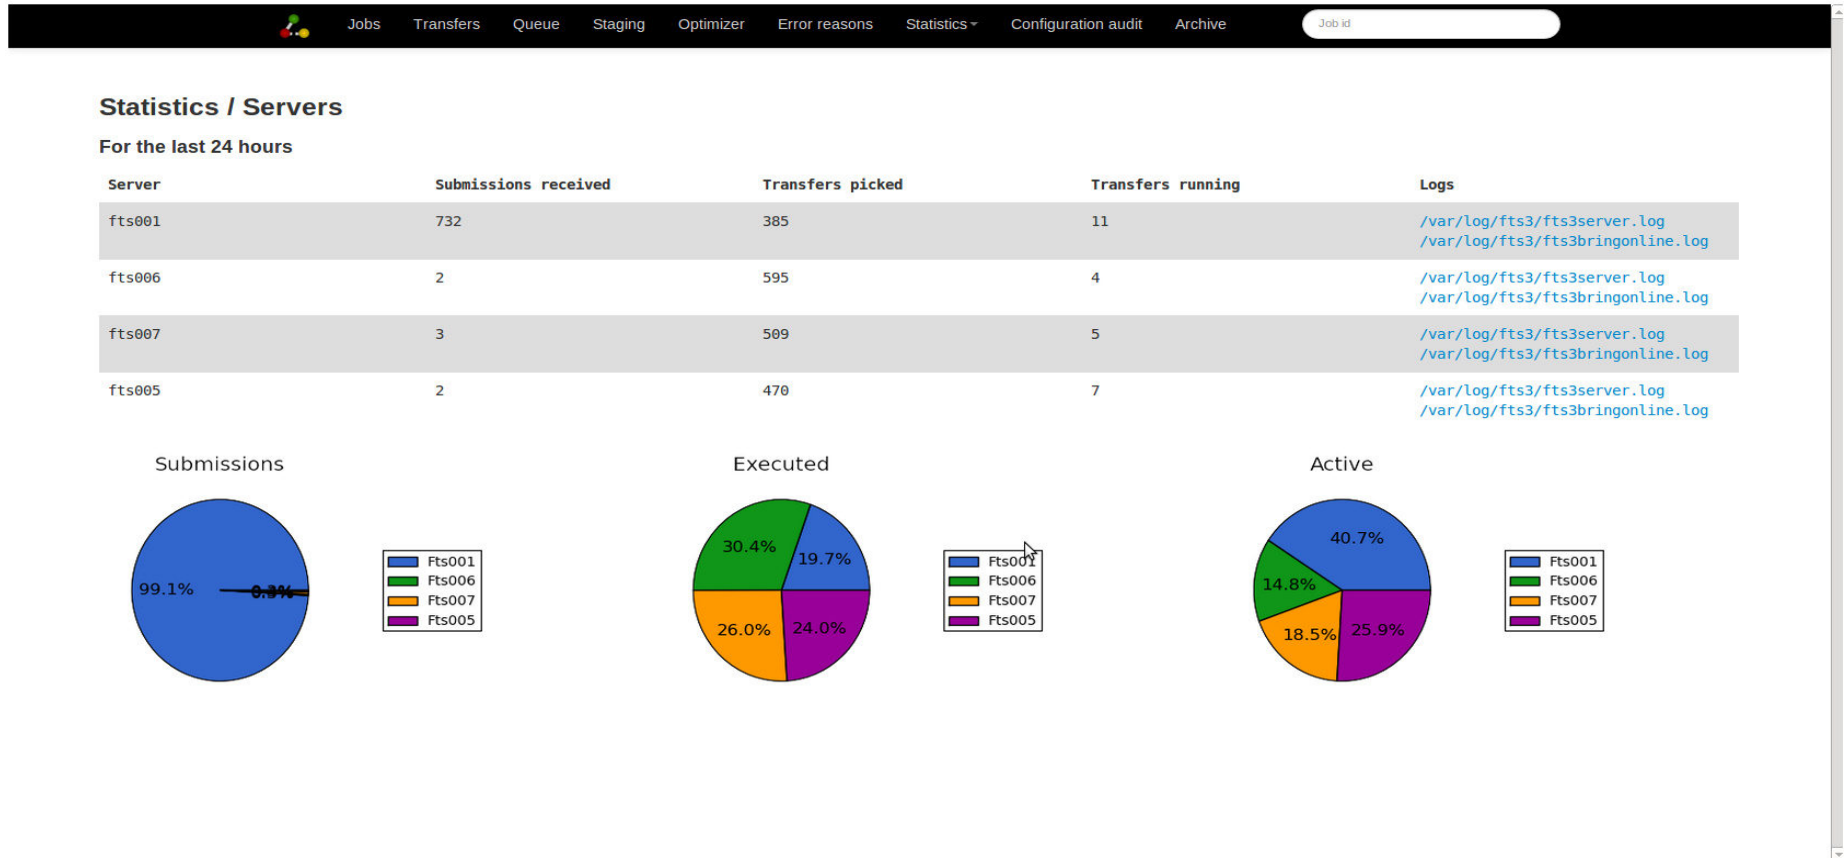 Jobs Transfers Queue Staging Optimizer Error reasons Statistics Configuration audit Archive Job id
Statistics / Servers
For the last 24 hours
Server Submissions received Transfers picked Transfers running Logs
fts001 732 385 11 /var/log/fts3/fts3server.log
/var/log/fts3/fts3bringonline.log
fts006 2 595 4 /var/log/fts3/fts3server.log
/var/log/fts3/fts3bringonline.log
fts007 3 509 5 /var/log/fts3/fts3server.log
/var/log/fts3/fts3bringonline.log
fts005 2 470 7 /var/log/fts3/fts3server.log
/var/log/fts3/fts3bringonline.log
Submissions
99.1%
Fts001
Fts006
Fts007
Fts005
Executed
30.4% 19.7%
26.0% 24.0%
Fts001
Fts006
Fts007
Fts005
Active
40.7%
14.8%
18.5% 25.9%
Fts001
Fts006
Fts007
Fts005